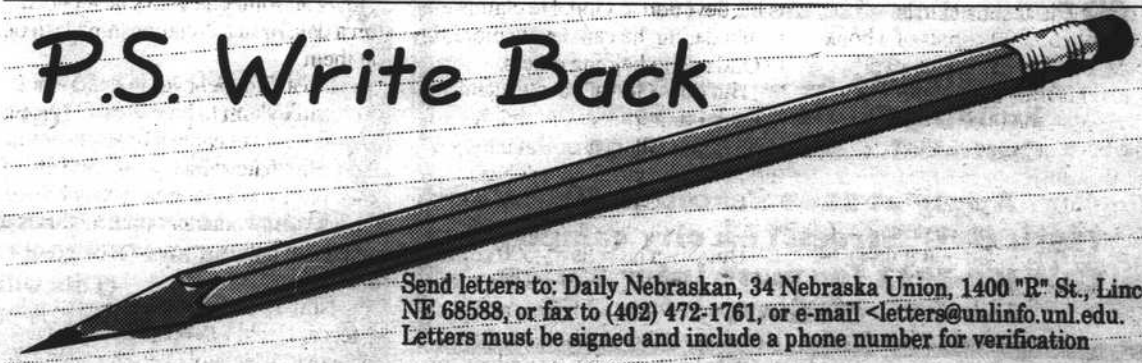 P.S. Write Back
Send letters to: Daily Nebraskan, 34 Nebraska Union, 1400 "R" St., Linc
NE 68588, or fax to (402) 472-1761, or e-mail <letters@unlinfo.unl.edu.
Letters must be signed and include a phone number for verification